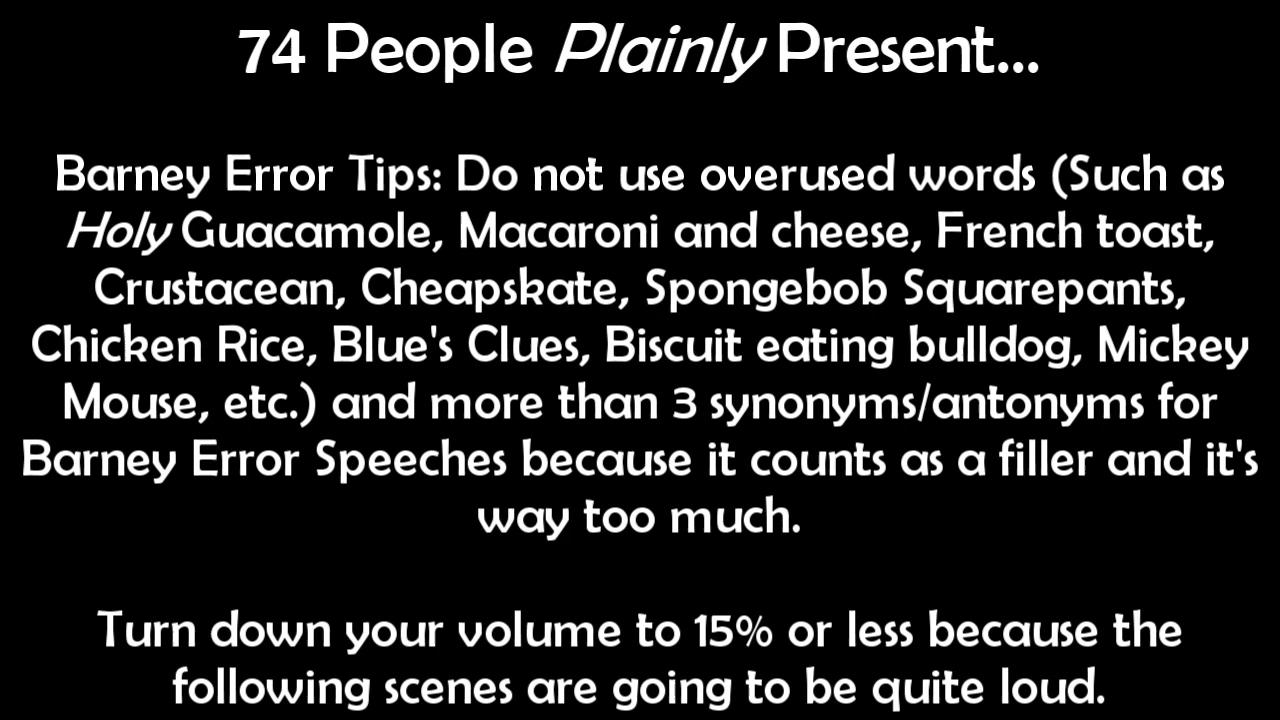 74 People Plainly Present...
Barney Error Tips: Do not use overused words (Such as
Holy Guacamole, Macaroni and cheese, French toast,
Crustacean, Cheapskate, Spongebob Squarepants,
Chicken Rice, Blue's Clues, Biscuit eating bulldog, Mickey
Mouse, etc.) and more than 3 synonyms/antonyms for
Barney Error Speeches because it counts as a filler and it's
way too much.
Turn down your volume to 15% or less because the
following scenes are going to be quite loud.